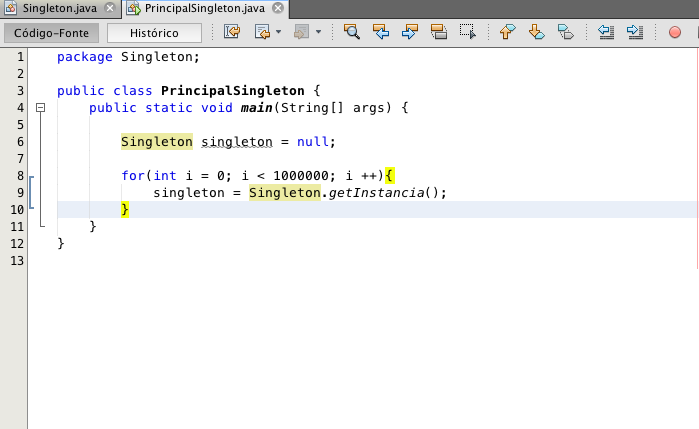 Singleton.java PrincipalSingleton.java
Código-Fonte Histórico
1 package Singleton;
2
3 public class PrincipalSingleton {
4 public static void main(String[] args) {
5
6 Singleton singleton = null;
7
8 for(int i = 0; i < 1000000; i ++){
9 singleton = Singleton.getInstancia();
10 }
11 }
12 }
13